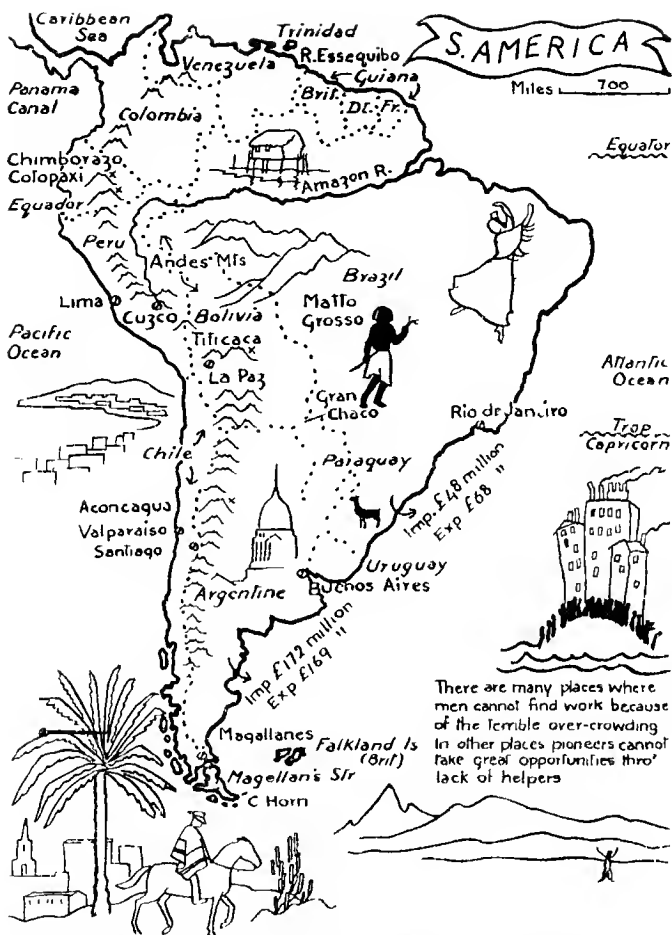 Caribbean
Sea
Trinidad
R.Essequibo
S. AMERICA
Miles 700
Venezuela
Guiana
Brit.
Dt.
Fr.
Panama
Canal
Colombia
Equator
Chimborazo
Cotopaxi
Equador
Amazon R.
Peru
Andes Mts
Brazil
Lima
Cuzco
Bolivia
Matto
Grosso
Titicaca
Pacific
Ocean
La Paz
Atlantic
Ocean
Gran
Chaco
Rio de Janeiro
Trop
Capricorn
Chile
Paraguay
Imp. £48 million
Exp £68 "
Aconcagua
Valparaiso
Santiago
Uruguay
Buenos Aires
Argentine
Imp £172 million
Exp £169 "
There are many places where
men cannot find work because
of the terrible over-crowding
In other places pioneers cannot
take great opportunities thro'
lack of helpers
Magallanes
Falkland Is
(Brit)
Magellan's Str
C Horn